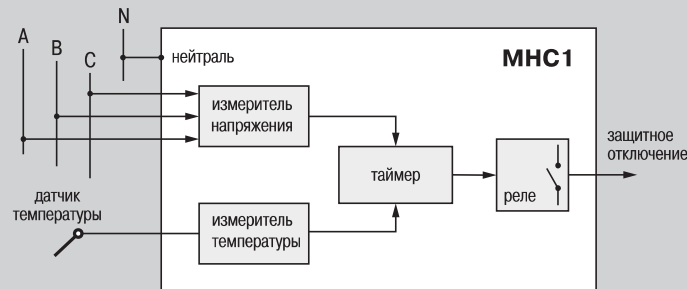 N
A
B
C
нейтраль
МНС1
измеритель
напряжения
таймер
реле
защитное
отключение
датчик
температуры
измеритель
температуры